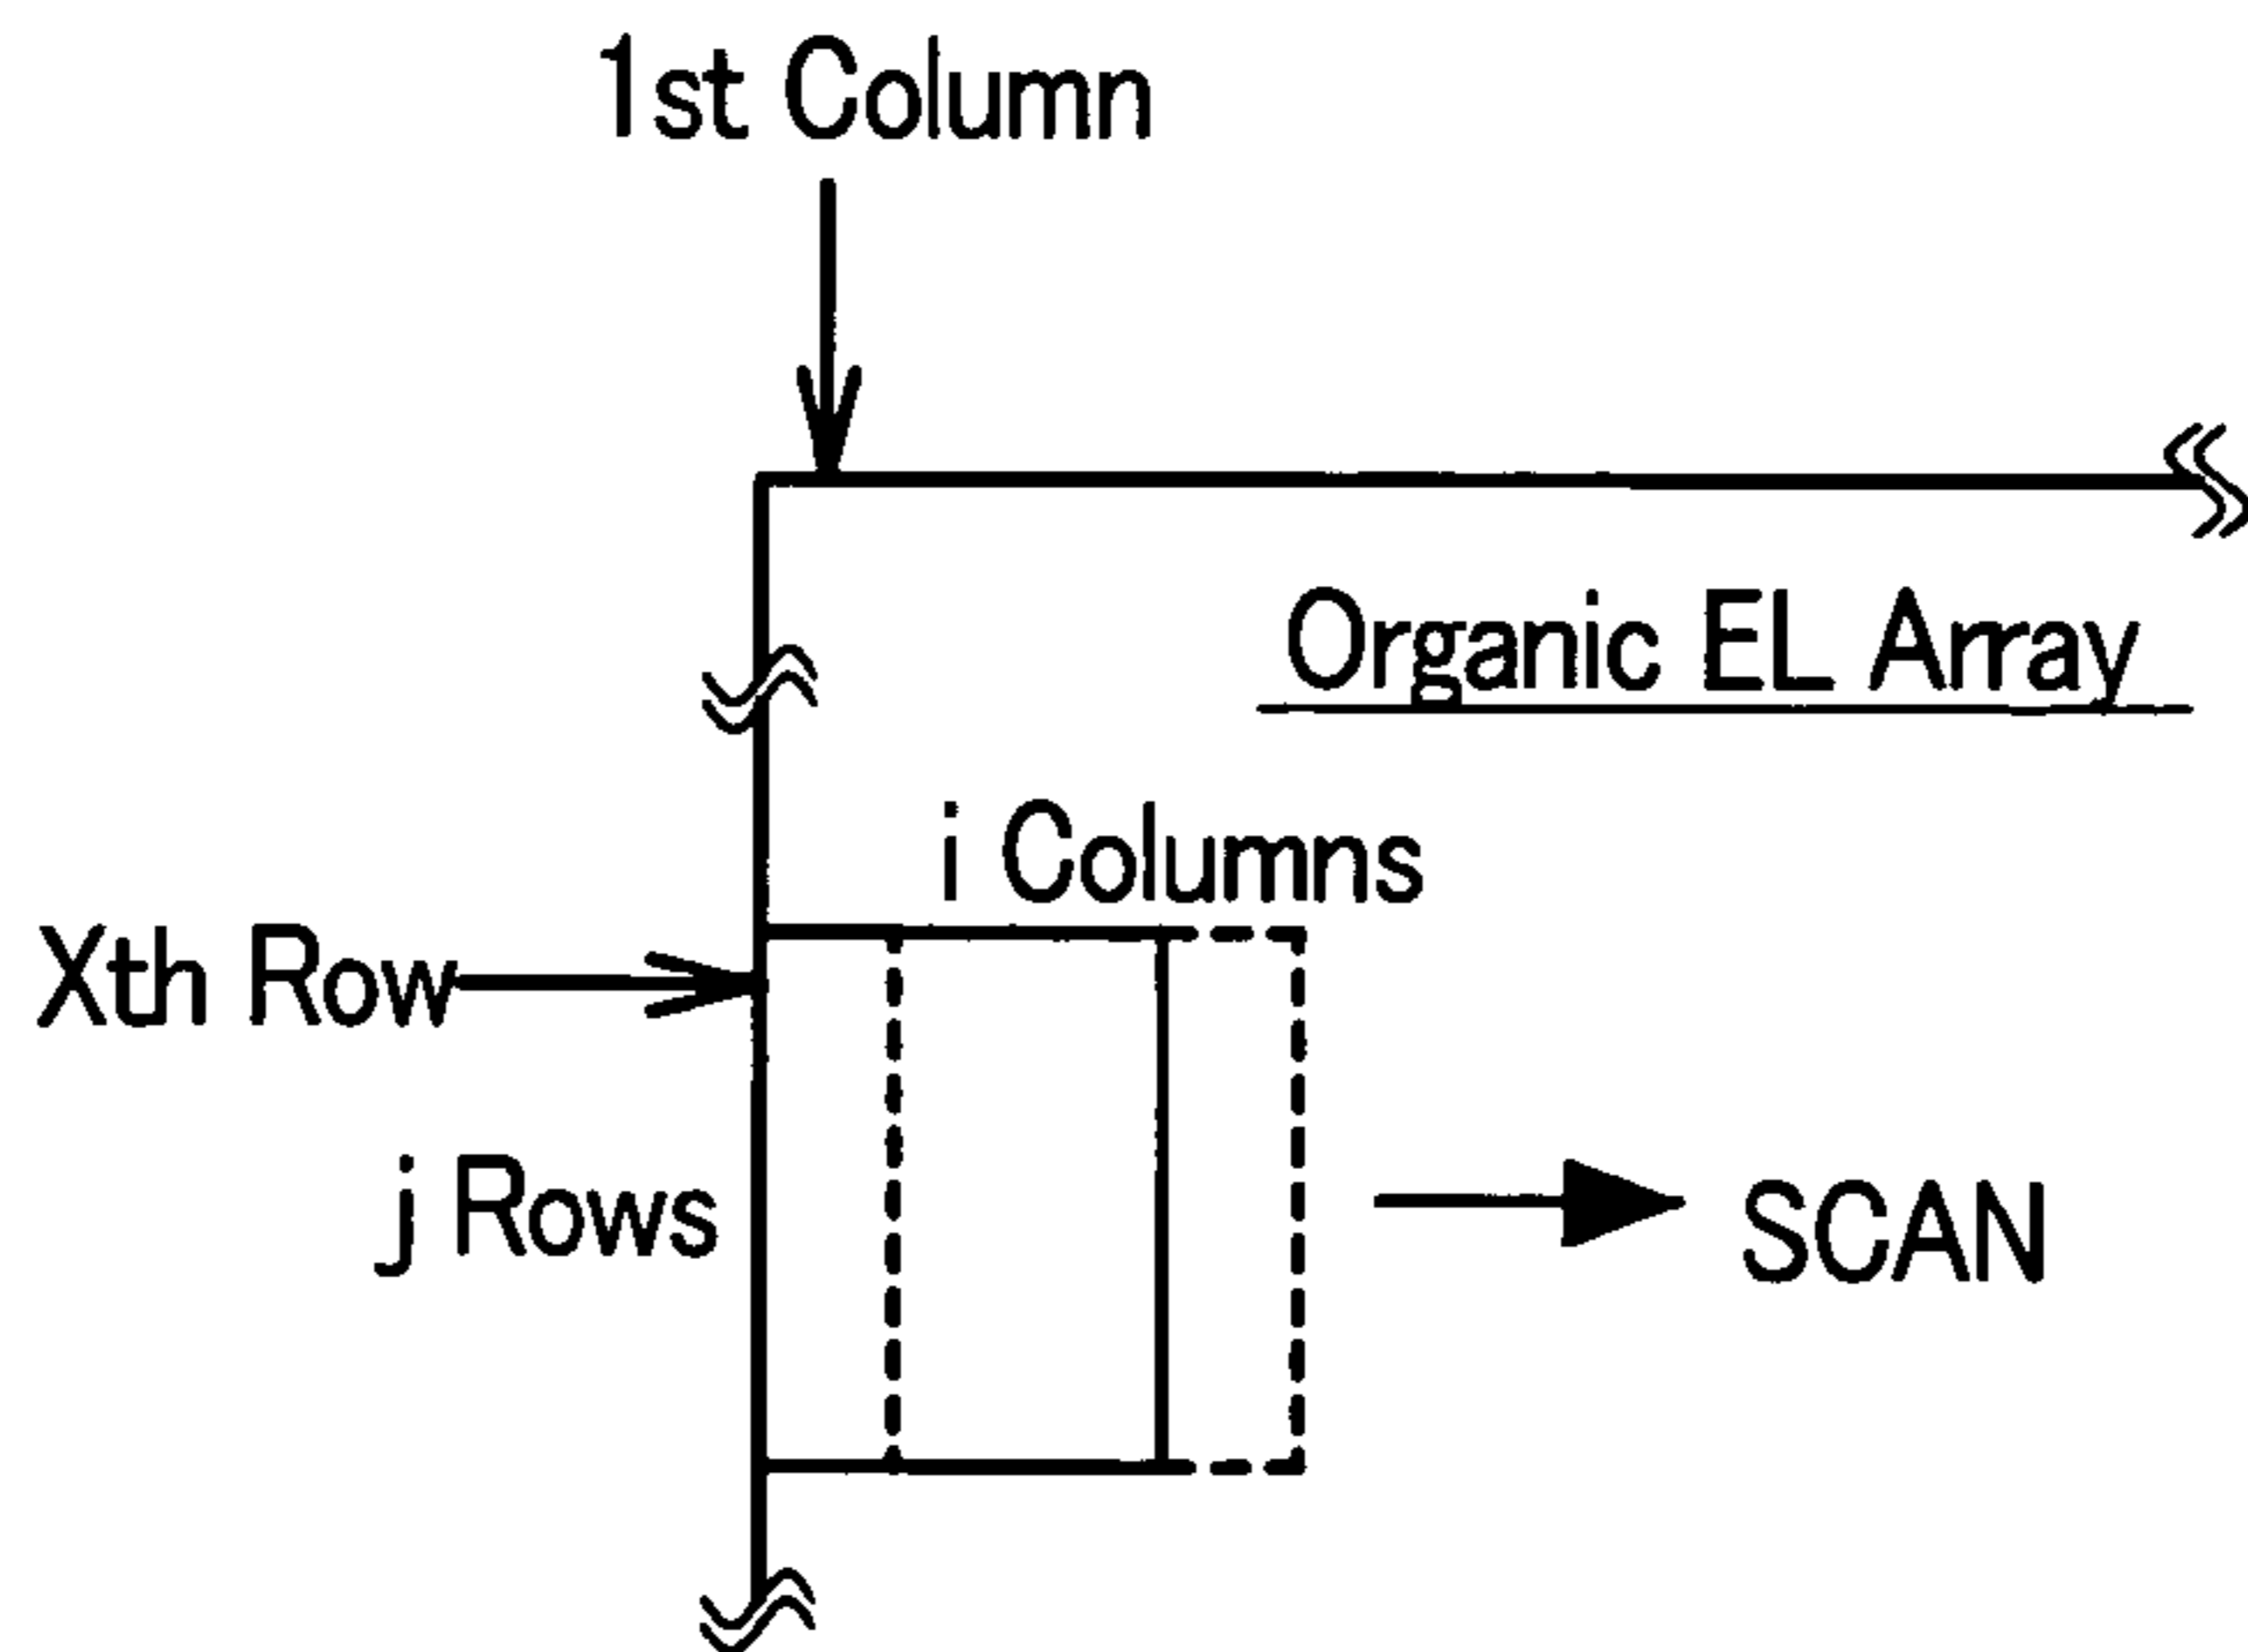 1st Column
Organic EL Array
i Columns
Xth Row
j Rows
SCAN